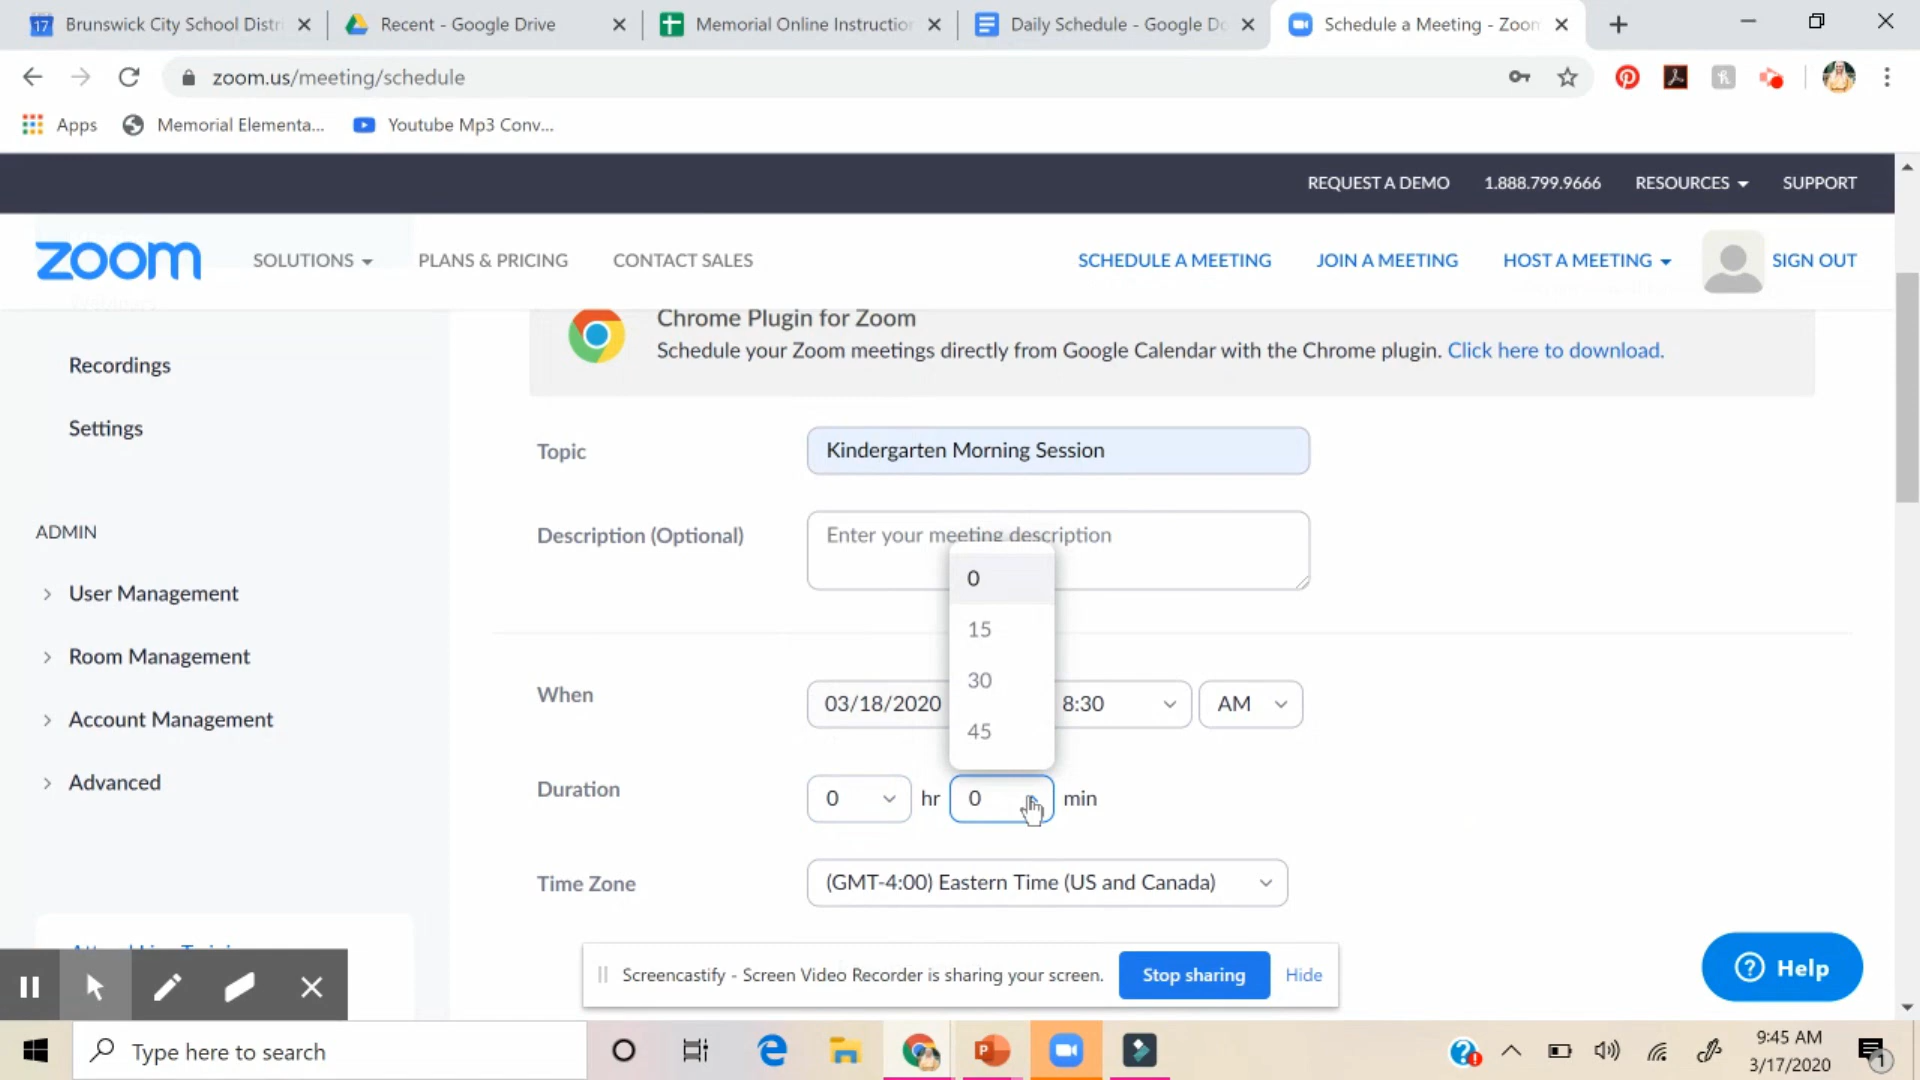 17 Brunswick City School Distri
Recent - Google Drive
Memorial Online Instruction
Daily Schedule - Google Do
Schedule a Meeting - Zoom
zoom.us/meeting/schedule
Apps
Memorial Elementa...
Youtube Mp3 Conv...
REQUEST A DEMO 1.888.799.9666 RESOURCES SUPPORT
zoom SOLUTIONS PLANS & PRICING CONTACT SALES SCHEDULE A MEETING JOIN A MEETING HOST A MEETING SIGN OUT
Chrome Plugin for Zoom
Schedule your Zoom meetings directly from Google Calendar with the Chrome plugin. Click here to download.
Recordings
Settings
ADMIN
User Management
Room Management
Account Management
Advanced
Topic Kindergarten Morning Session
Description (Optional) Enter your meeting description
0
15
30
45
When 03/18/2020 8:30 AM
Duration 0 hr 0 min
Time Zone (GMT-4:00) Eastern Time (US and Canada)
Screencastify - Screen Video Recorder is sharing your screen. Stop sharing Hide
Help
Type here to search
9:45 AM
3/17/2020
1